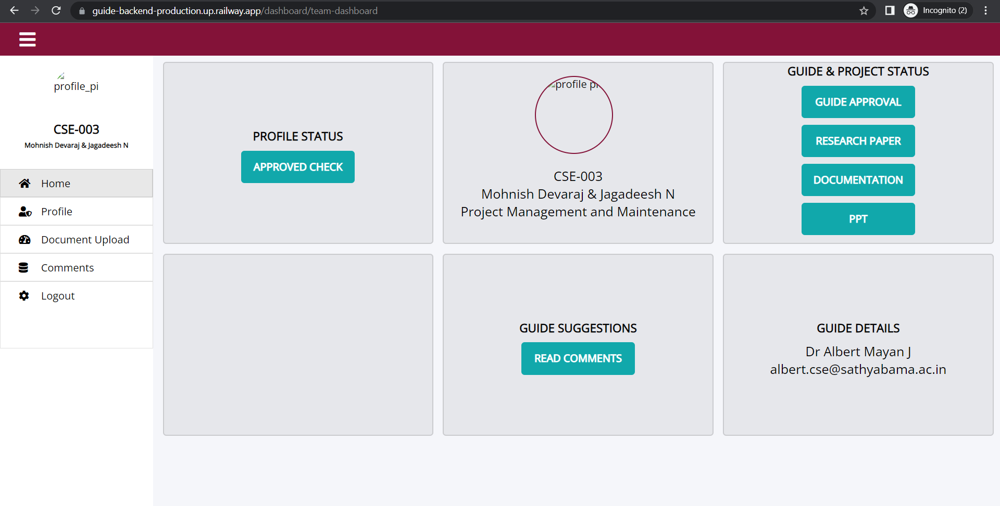 guide-backend-production.up.railway.app/dashboard/team-dashboard
Incognito (2)
profile_pi
CSE-003
Mohnish Devaraj & Jagadeesh N
Home
Profile
Document Upload
Comments
Logout
PROFILE STATUS
APPROVED CHECK
profile pi
CSE-003
Mohnish Devaraj & Jagadeesh N
Project Management and Maintenance
GUIDE & PROJECT STATUS
GUIDE APPROVAL
RESEARCH PAPER
DOCUMENTATION
PPT
GUIDE SUGGESTIONS
READ COMMENTS
GUIDE DETAILS
Dr Albert Mayan J
albert.cse@sathyabama.ac.in